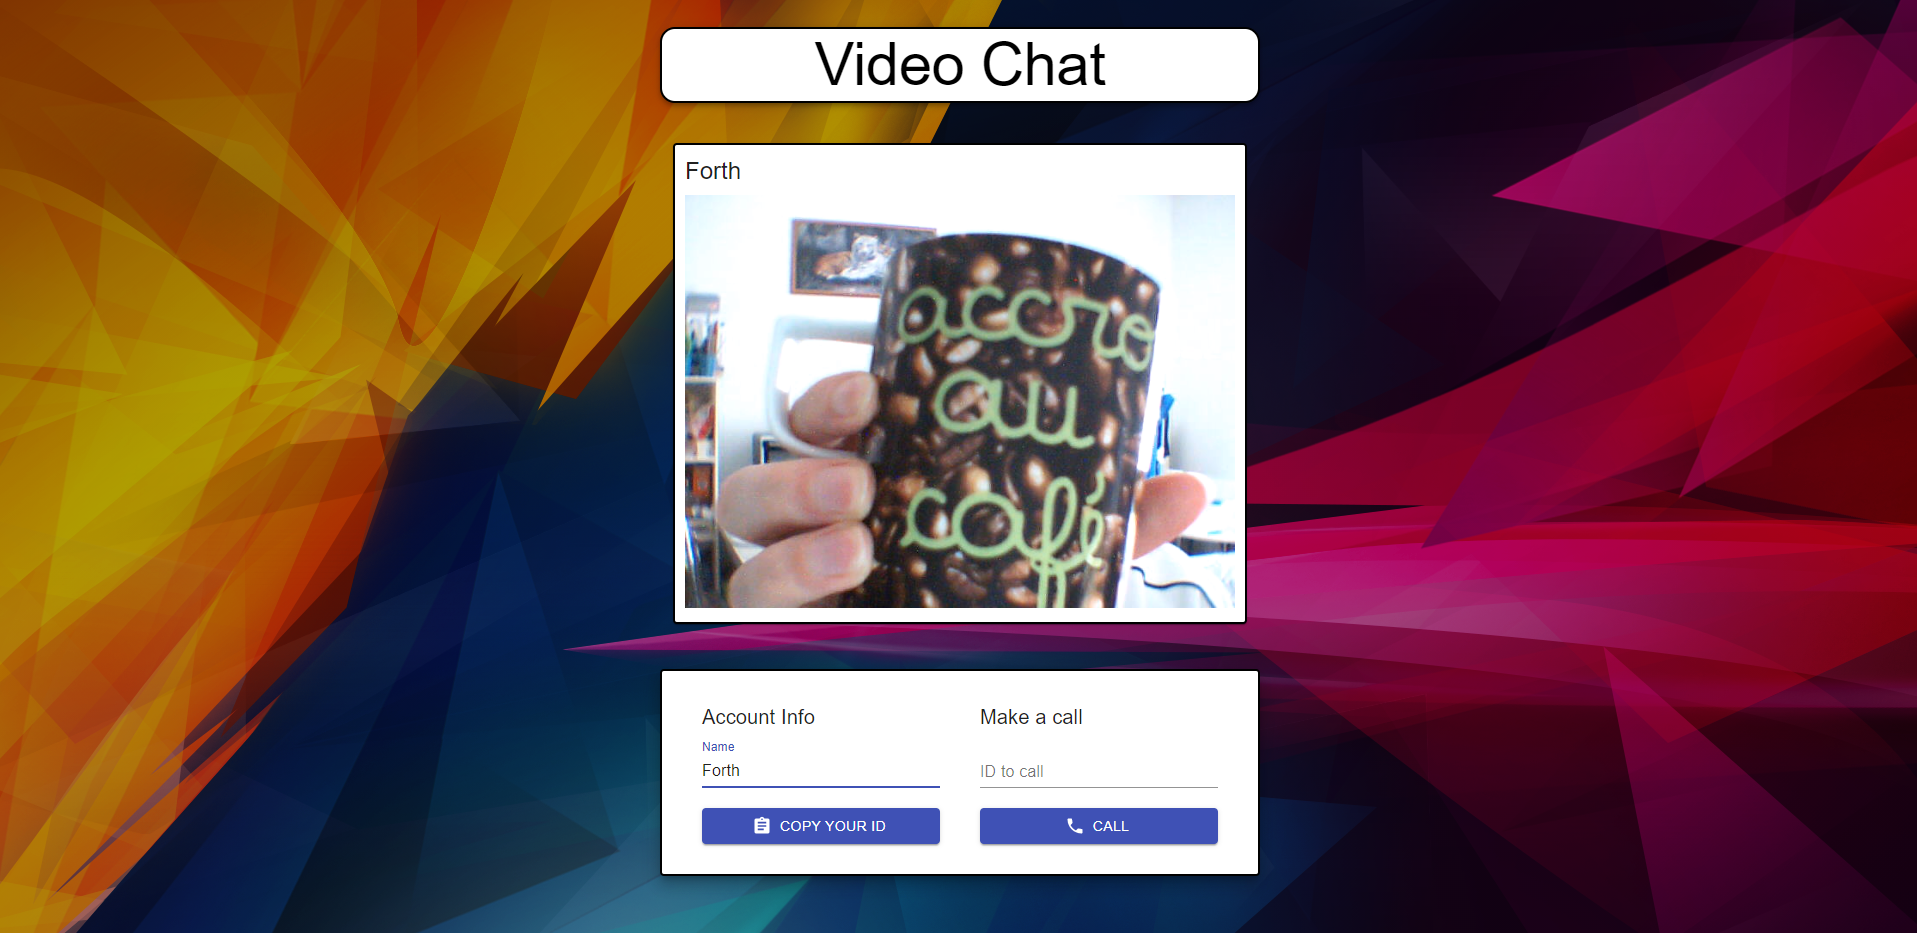 Video Chat
Forth
accro
au
café
Account Info
Name
Forth
COPY YOUR ID
Make a call
ID to call
CALL